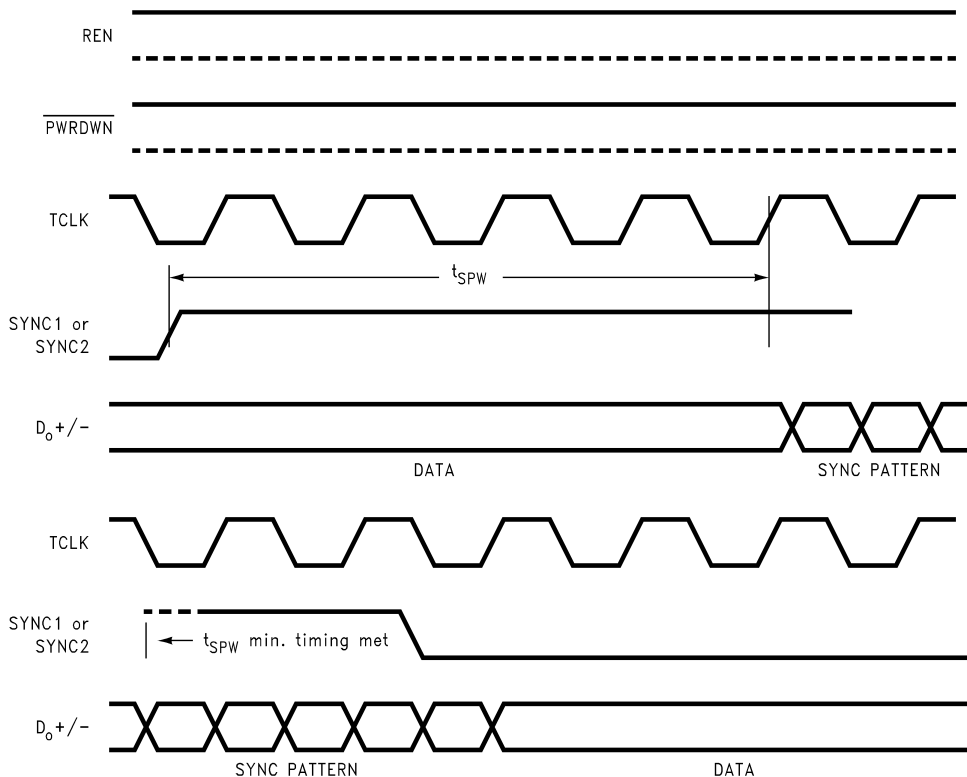 REN
PWRDWN
TCLK
tSPW
SYNC1 or
SYNC2
Do+/-
DATA
SYNC PATTERN
TCLK
SYNC1 or
SYNC2
tSPW min. timing met
Do+/-
SYNC PATTERN
DATA